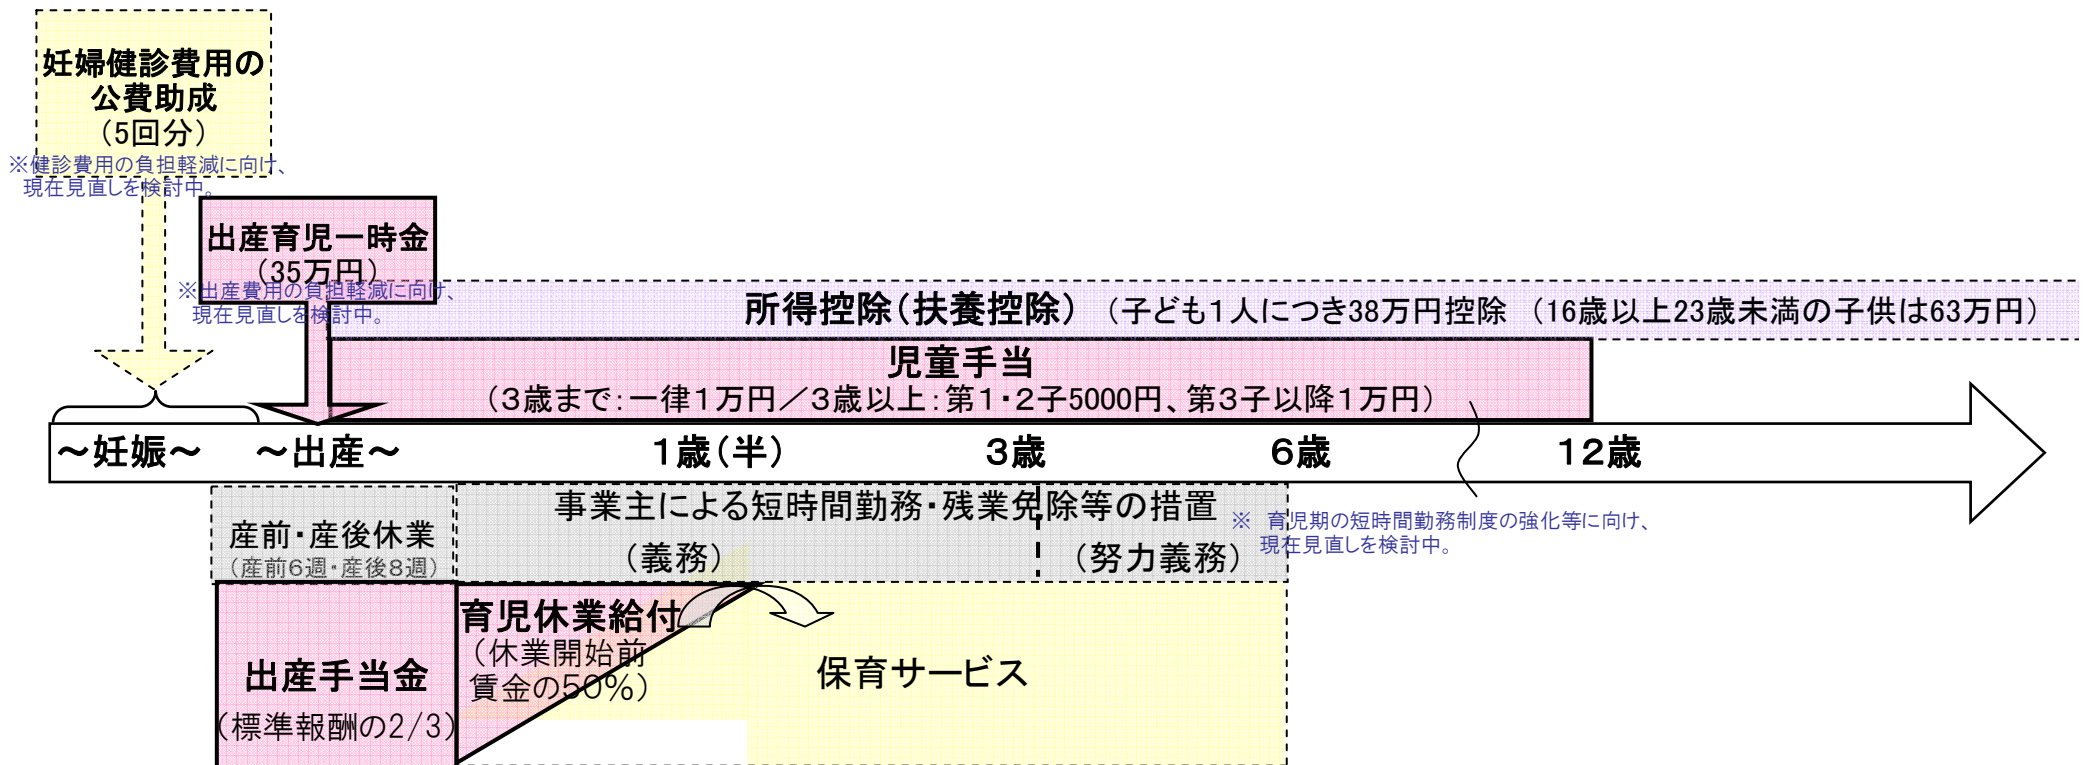 妊婦健診費用の
公費助成
（5回分）
※健診費用の負担軽減に向け、
現在見直しを検討中。
出産育児一時金
（35万円）
※出産費用の負担軽減に向け、
現在見直しを検討中。
所得控除（扶養控除）（子ども１人につき38万円控除　（16歳以上23歳未満の子供は63万円）
児童手当
（３歳まで：一律１万円／３歳以上：第１・２子5000円、第３子以降１万円）
～妊娠～　～出産～　１歳（半）　３歳　６歳　１２歳
産前・産後休業
（産前６週・産後８週）
事業主による短時間勤務・残業免除等の措置
（義務）　（努力義務）
※　育児期の短時間勤務制度の強化等に向け、
現在見直しを検討中。
出産手当金
（標準報酬の2/3）
育児休業給付
（休業開始前
賃金の50％）
保育サービス